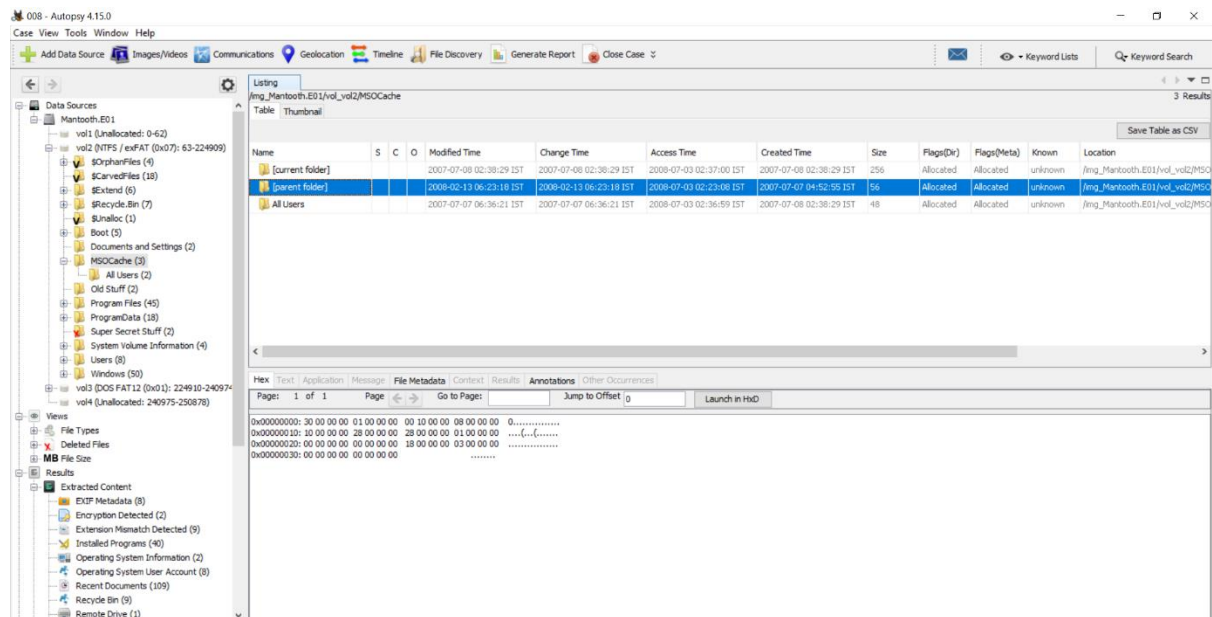 008 - Autopsy 4.15.0
Case View Tools Window Help
Add Data Source Images/Videos Communications Geolocation Timeline File Discovery Generate Report Close Case Keyword Lists Keyword Search
Listing
/img_Mantooth.E01/vol_vol2/MSOCache
3 Results
Table Thumbnail
Save Table as CSV
Name S C O Modified Time Change Time Access Time Created Time Size Flags(Dir) Flags(Meta) Known Location
[current folder] 2007-07-08 02:38:29 IST 2007-07-08 02:38:29 IST 2008-07-03 02:37:00 IST 2007-07-08 02:38:29 IST 256 Allocated Allocated unknown /img_Mantooth.E01/vol_vol2/MSO
[parent folder] 2008-02-13 06:23:18 IST 2008-02-13 06:23:18 IST 2008-07-03 02:23:08 IST 2007-07-07 04:52:55 IST 56 Allocated Allocated unknown /img_Mantooth.E01/vol_vol2/MSO
All Users 2007-07-07 06:36:21 IST 2007-07-07 06:36:21 IST 2008-07-03 02:36:59 IST 2007-07-08 02:38:29 IST 48 Allocated Allocated unknown /img_Mantooth.E01/vol_vol2/MSO
Data Sources
Mantooth.E01
vol1 (Unallocated: 0-62)
vol2 (NTFS / exFAT (0x07): 63-224909)
$OrphanFiles (4)
$CarvedFiles (18)
$Extend (6)
$Recycle.Bin (7)
$Unalloc (1)
Boot (5)
Documents and Settings (2)
MSOCache (3)
All Users (2)
Old Stuff (2)
Program Files (45)
ProgramData (18)
Super Secret Stuff (2)
System Volume Information (4)
Users (8)
Windows (50)
vol3 (DOS FAT12 (0x01): 224910-240974
vol4 (Unallocated: 240975-250878)
Views
File Types
Deleted Files
MB File Size
Results
Extracted Content
EXIF Metadata (8)
Encryption Detected (2)
Extension Mismatch Detected (9)
Installed Programs (40)
Operating System Information (2)
Operating System User Account (8)
Recent Documents (109)
Recycle Bin (9)
Remote Drive (1)
Hex Text Application Message File Metadata Context Results Annotations Other Occurrences
Page: 1 of 1 Page Go to Page: Jump to Offset 0 Launch in HxD
0x00000000: 30 00 00 00 01 00 00 00 00 10 00 00 08 00 00 00 0...............
0x00000010: 10 00 00 00 28 00 00 00 28 00 00 00 01 00 00 00 ....(...(.......
0x00000020: 00 00 00 00 00 00 00 00 18 00 00 00 03 00 00 00 ................
0x00000030: 00 00 00 00 00 00 00 00 ........